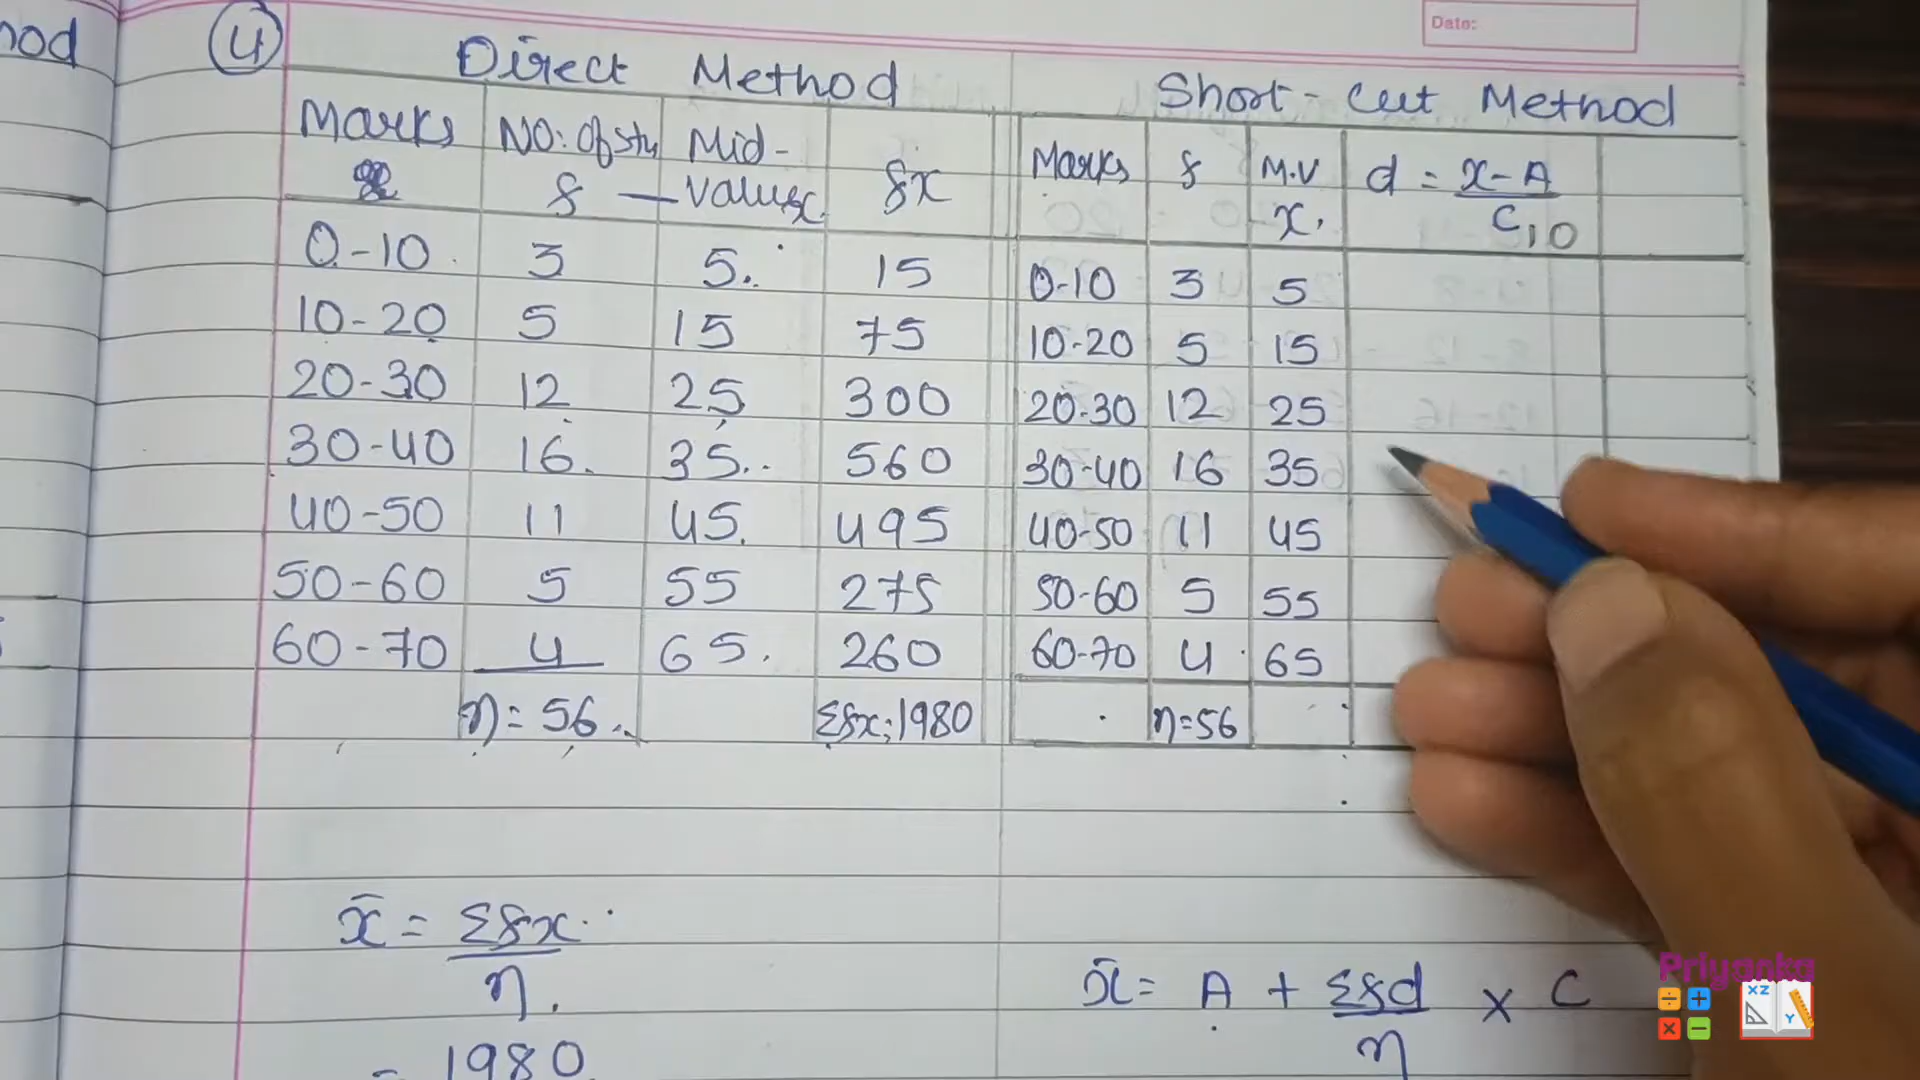 hod
4
Date:
Direct Method
Short-cut Method
Marks No: Of stu Mid- fx
f — Values x
Marks f M.V d = x-A
x. C,10
0-10 3 5 15
10-20 5 15 75
20-30 12 25 300
30-40 16 35 560
40-50 11 45 495
50-60 5 55 275
60-70 4 65 260
n = 56 Σfx = 1980
0-10 3 5
10-20 5 15
20-30 12 25
30-40 16 35
40-50 11 45
50-60 5 55
60-70 4 65
n=56
x̄ = Σfx
n
= 1980
x̄ = A + Σfd × C
n
Priyanka
XZ
Y